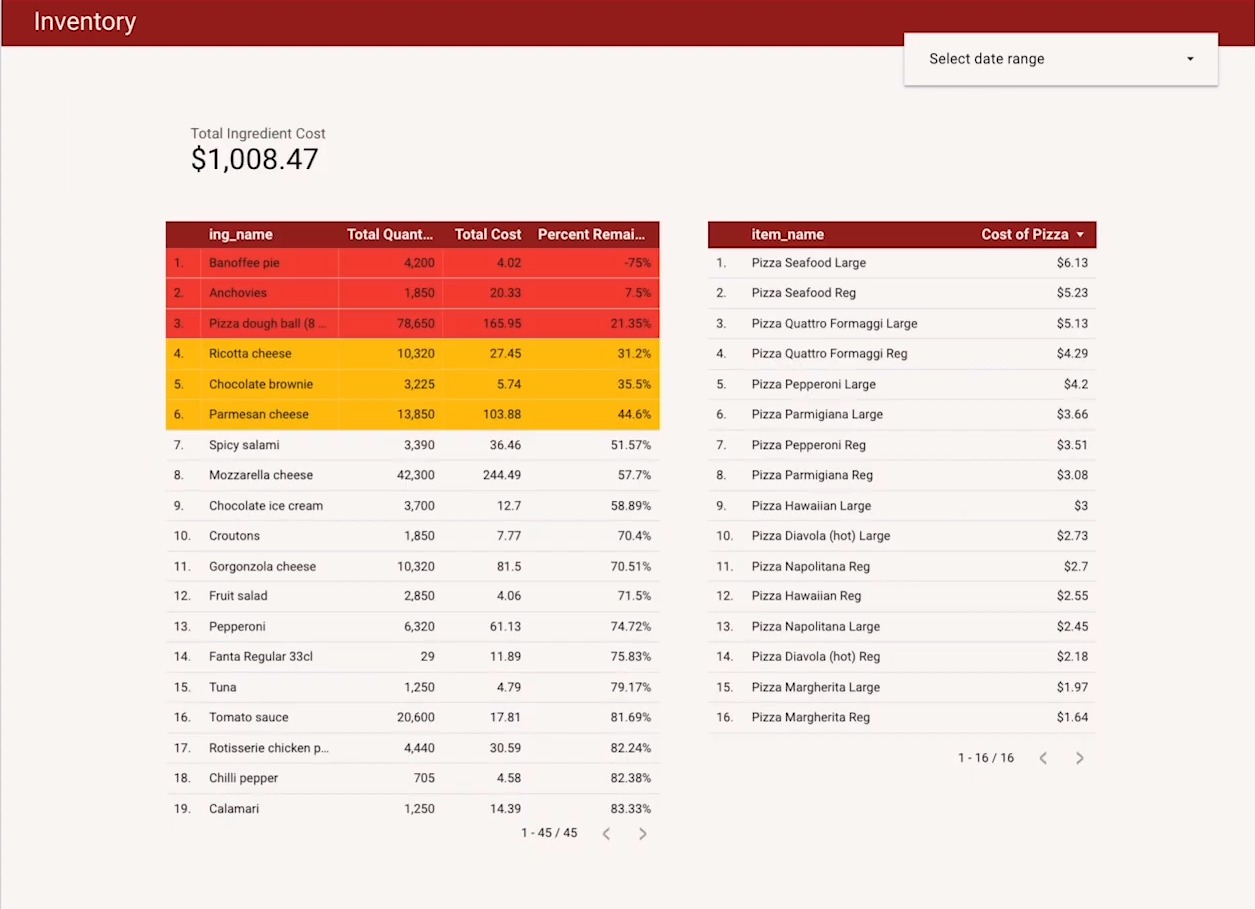 Inventory
Select date range
Total Ingredient Cost
$1,008.47
ing_name Total Quant... Total Cost Percent Remai...
1. Banoffee pie 4,200 4.02 -75%
2. Anchovies 1,850 20.33 7.5%
3. Pizza dough ball (8 ... 78,650 165.95 21.35%
4. Ricotta cheese 10,320 27.45 31.2%
5. Chocolate brownie 3,225 5.74 35.5%
6. Parmesan cheese 13,850 103.88 44.6%
7. Spicy salami 3,390 36.46 51.57%
8. Mozzarella cheese 42,300 244.49 57.7%
9. Chocolate ice cream 3,700 12.7 58.89%
10. Croutons 1,850 7.77 70.4%
11. Gorgonzola cheese 10,320 81.5 70.51%
12. Fruit salad 2,850 4.06 71.5%
13. Pepperoni 6,320 61.13 74.72%
14. Fanta Regular 33cl 29 11.89 75.83%
15. Tuna 1,250 4.79 79.17%
16. Tomato sauce 20,600 17.81 81.69%
17. Rotisserie chicken p... 4,440 30.59 82.24%
18. Chilli pepper 705 4.58 82.38%
19. Calamari 1,250 14.39 83.33%
1 - 45 / 45
item_name Cost of Pizza
1. Pizza Seafood Large $6.13
2. Pizza Seafood Reg $5.23
3. Pizza Quattro Formaggi Large $5.13
4. Pizza Quattro Formaggi Reg $4.29
5. Pizza Pepperoni Large $4.2
6. Pizza Parmigiana Large $3.66
7. Pizza Pepperoni Reg $3.51
8. Pizza Parmigiana Reg $3.08
9. Pizza Hawaiian Large $3
10. Pizza Diavola (hot) Large $2.73
11. Pizza Napolitana Reg $2.7
12. Pizza Hawaiian Reg $2.55
13. Pizza Napolitana Large $2.45
14. Pizza Diavola (hot) Reg $2.18
15. Pizza Margherita Large $1.97
16. Pizza Margherita Reg $1.64
1 - 16 / 16